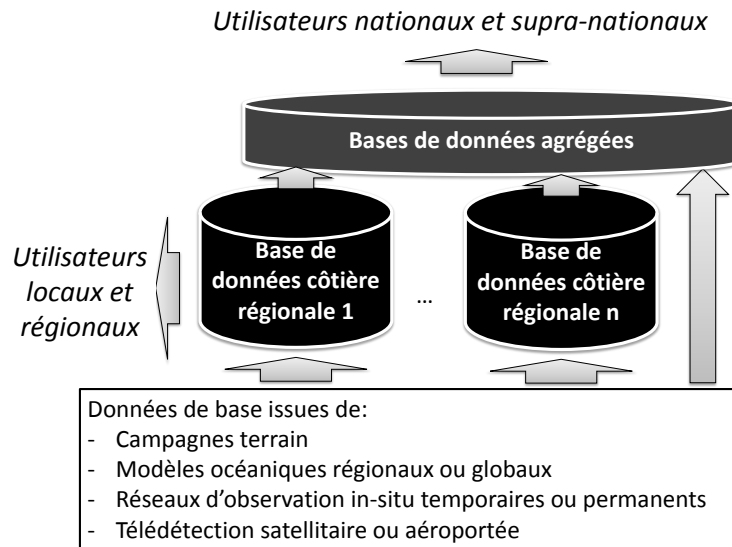 Utilisateurs nationaux et supra-nationaux
Bases de données agrégées
Utilisateurs
locaux et
régionaux
Base de
données côtière
régionale 1
...
Base de
données côtière
régionale n
Données de base issues de:
- Campagnes terrain
- Modèles océaniques régionaux ou globaux
- Réseaux d'observation in-situ temporaires ou permanents
- Télédétection satellitaire ou aéroportée